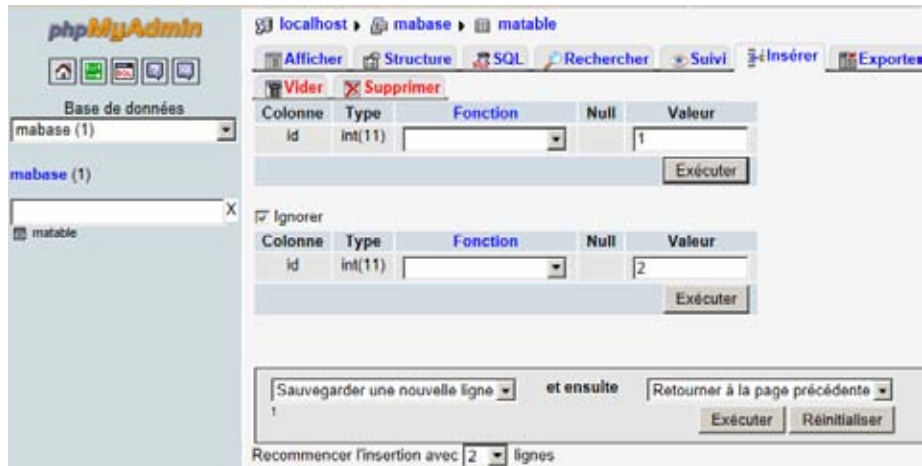 phpMyAdmin
Base de données
mabase (1)
mabase (1)
X
matable
localhost ▸ mabase ▸ matable
Afficher Structure SQL Rechercher Suivi Insérer Exporter
Vider Supprimer
Colonne Type Fonction Null Valeur
id int(11) 1
Exécuter
Ignorer
Colonne Type Fonction Null Valeur
id int(11) 2
Exécuter
Sauvegarder une nouvelle ligne et ensuite Retourner à la page précédente
1
Exécuter Réinitialiser
Recommencer l'insertion avec 2 lignes